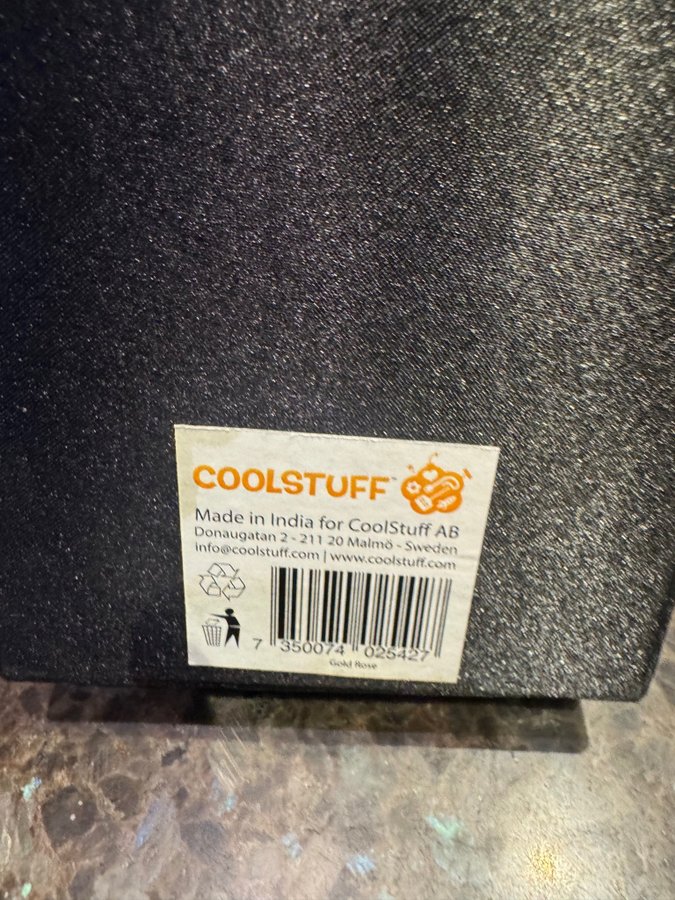 COOLSTUFF™
Made in India for CoolStuff AB
Donaugatan 2 - 211 20 Malmö - Sweden
info@coolstuff.com | www.coolstuff.com
7 350074 025427
Gold Rose